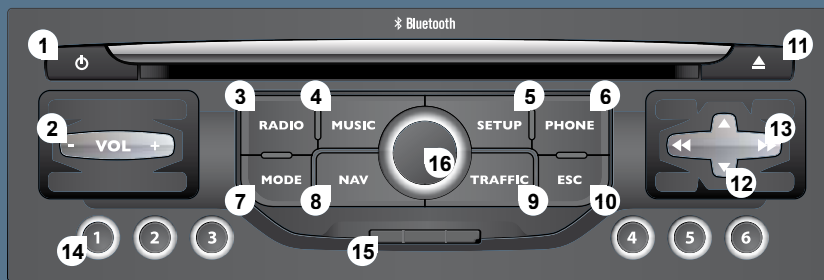 Bluetooth
1
11
3
4
5
6
2
RADIO
MUSIC
SETUP
PHONE
- VOL +
13
16
MODE
NAV
TRAFFIC
ESC
12
7
8
9
10
14
1
2
3
15
4
5
6